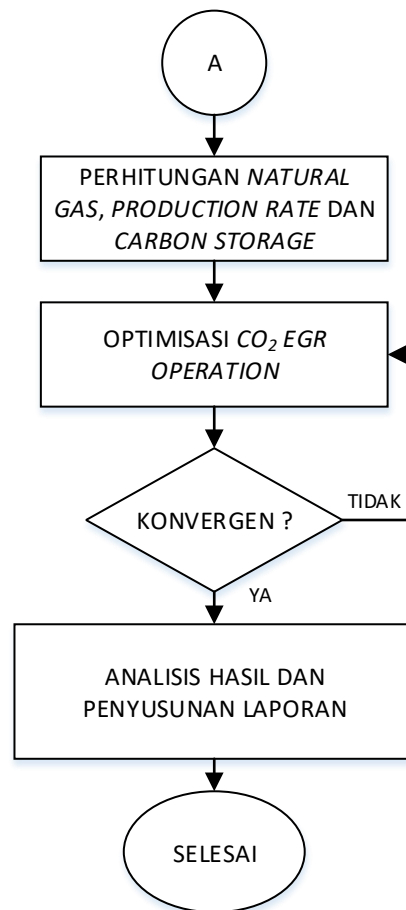 A
PERHITUNGAN NATURAL
GAS, PRODUCTION RATE DAN
CARBON STORAGE
OPTIMISASI CO₂ EGR
OPERATION
KONVERGEN ?
TIDAK
YA
ANALISIS HASIL DAN
PENYUSUNAN LAPORAN
SELESAI